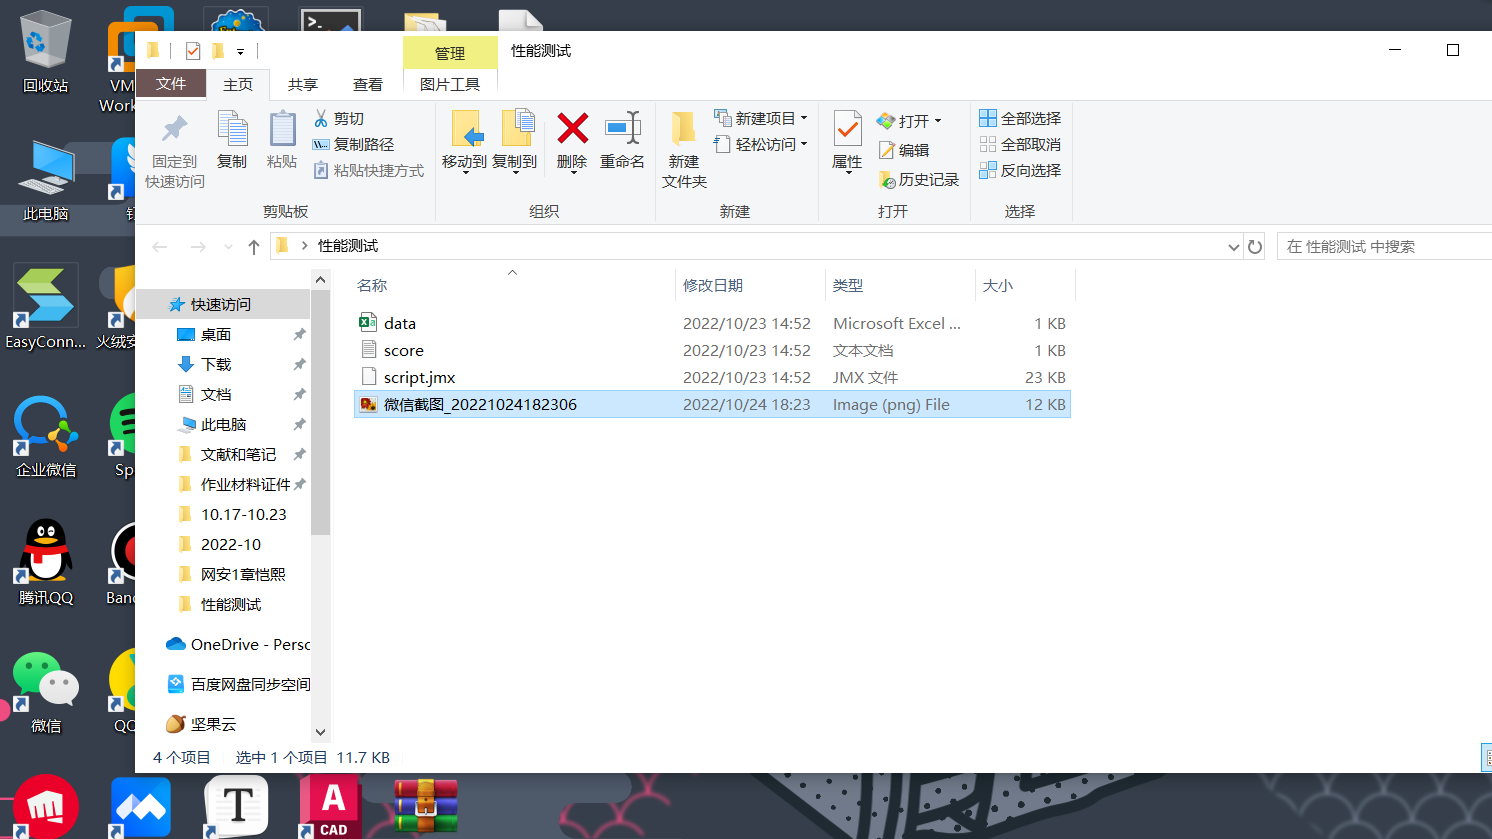 回收站
VM
Work
此电脑
钅
EasyConn...
火绒安
企业微信
Sp
腾讯QQ
Banc
微信
QQ
T
A
CAD
管理
性能测试
文件
主页
共享
查看
图片工具
固定到
快速访问
复制
粘贴
剪切
复制路径
粘贴快捷方式
剪贴板
移动到
复制到
删除
重命名
组织
新建
文件夹
新建项目
轻松访问
新建
属性
打开
编辑
历史记录
打开
全部选择
全部取消
反向选择
选择
性能测试
在 性能测试 中搜索
快速访问
桌面
下载
文档
此电脑
文献和笔记
作业材料证件
10.17-10.23
2022-10
网安1章恺熙
性能测试
OneDrive - Persc
百度网盘同步空间
坚果云
名称 修改日期 类型 大小
data 2022/10/23 14:52 Microsoft Excel ... 1 KB
score 2022/10/23 14:52 文本文档 1 KB
script.jmx 2022/10/23 14:52 JMX 文件 23 KB
微信截图_20221024182306 2022/10/24 18:23 Image (png) File 12 KB
4 个项目 选中 1 个项目 11.7 KB